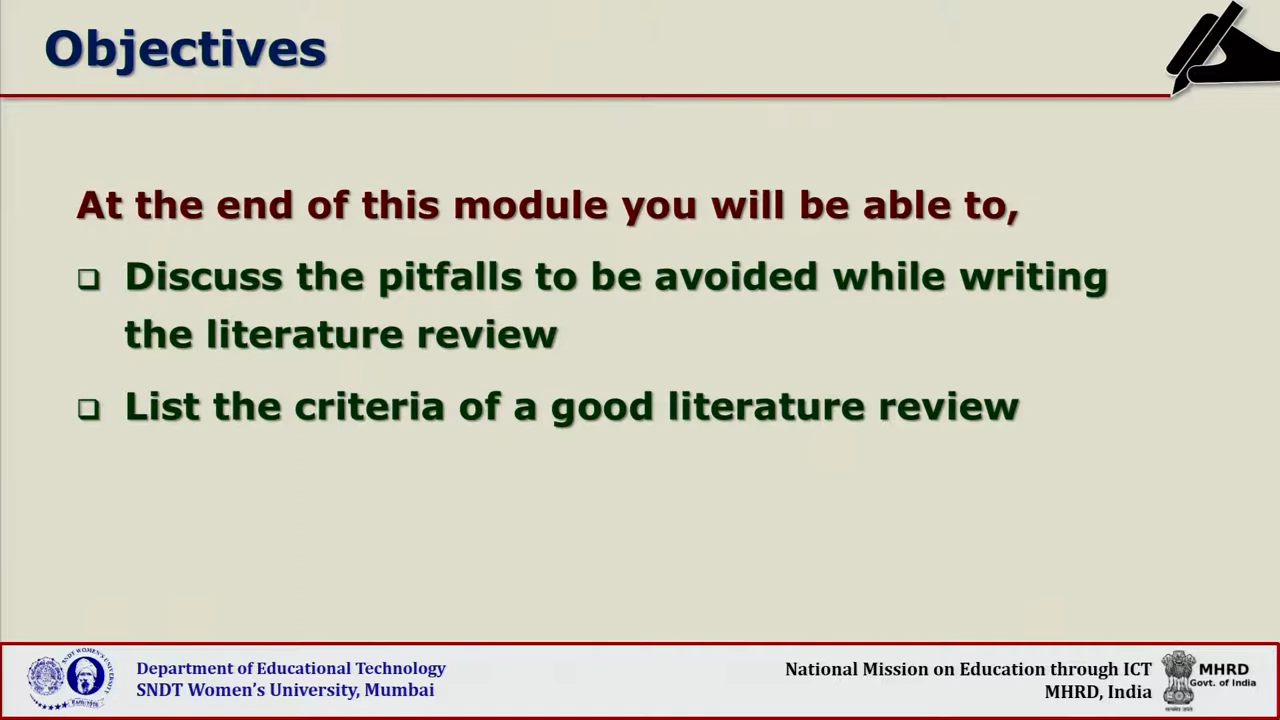 Objectives
At the end of this module you will be able to,
Discuss the pitfalls to be avoided while writing
the literature review
List the criteria of a good literature review
Department of Educational Technology
SNDT Women's University, Mumbai
National Mission on Education through ICT
MHRD, India
MHRD
Govt. of India